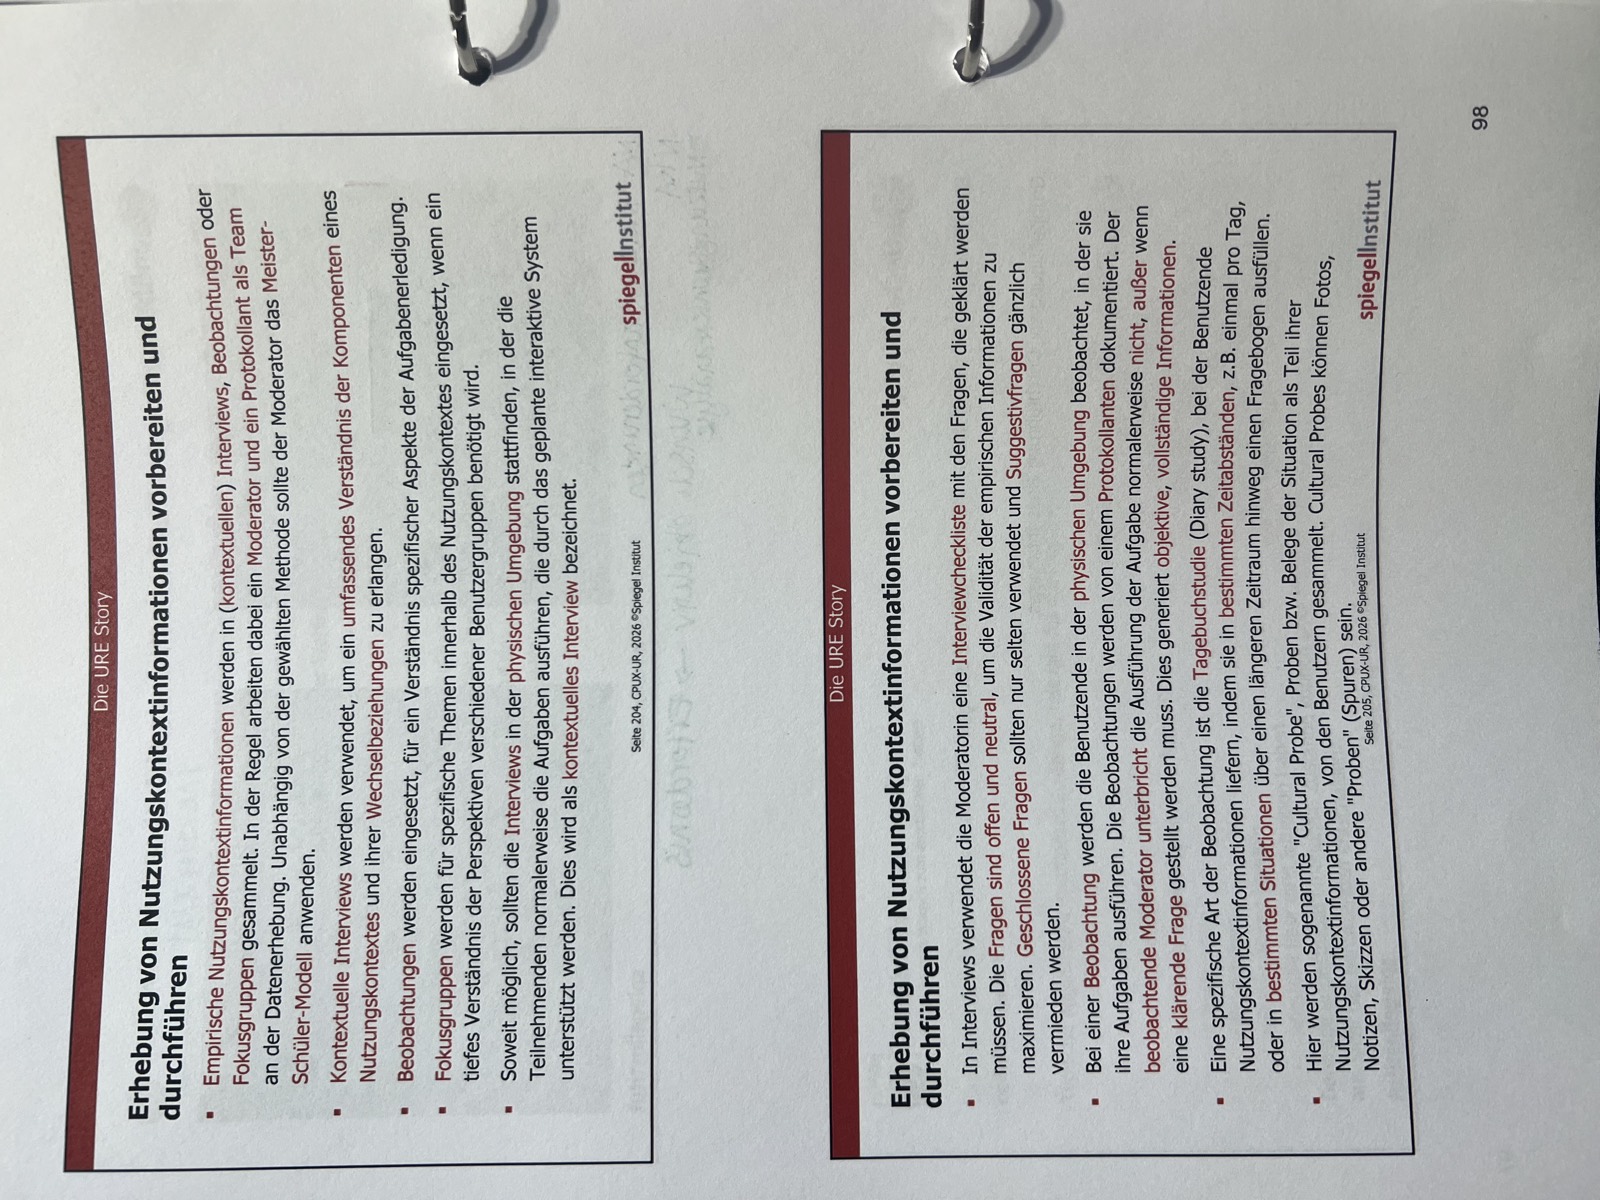 Die URE Story
Erhebung von Nutzungskontextinformationen vorbereiten und
durchführen
▪ Empirische Nutzungskontextinformationen werden in (kontextuellen) Interviews, Beobachtungen oder
Fokusgruppen gesammelt. In der Regel arbeiten dabei ein Moderator und ein Protokollant als Team
an der Datenerhebung. Unabhängig von der gewählten Methode sollte der Moderator das Meister-
Schüler-Modell anwenden.
▪ Kontextuelle Interviews werden verwendet, um ein umfassendes Verständnis der Komponenten eines
Nutzungskontextes und ihrer Wechselbeziehungen zu erlangen.
▪ Beobachtungen werden eingesetzt, für ein Verständnis spezifischer Aspekte der Aufgabenerledigung.
▪ Fokusgruppen werden für spezifische Themen innerhalb des Nutzungskontextes eingesetzt, wenn ein
tiefes Verständnis der Perspektiven verschiedener Benutzergruppen benötigt wird.
▪ Soweit möglich, sollten die Interviews in der physischen Umgebung stattfinden, in der die
Teilnehmenden normalerweise die Aufgaben ausführen, die durch das geplante interaktive System
unterstützt werden. Dies wird als kontextuelles Interview bezeichnet.
Seite 204, CPUX-UR, 2026 ©Spiegel Institut
spiegelInstitut
Die URE Story
Erhebung von Nutzungskontextinformationen vorbereiten und
durchführen
▪ In Interviews verwendet die Moderatorin eine Interviewcheckliste mit den Fragen, die geklärt werden
müssen. Die Fragen sind offen und neutral, um die Validität der empirischen Informationen zu
maximieren. Geschlossene Fragen sollten nur selten verwendet und Suggestivfragen gänzlich
vermieden werden.
▪ Bei einer Beobachtung werden die Benutzende in der physischen Umgebung beobachtet, in der sie
ihre Aufgaben ausführen. Die Beobachtungen werden von einem Protokollanten dokumentiert. Der
beobachtende Moderator unterbricht die Ausführung der Aufgabe normalerweise nicht, außer wenn
eine klärende Frage gestellt werden muss. Dies generiert objektive, vollständige Informationen.
▪ Eine spezifische Art der Beobachtung ist die Tagebuchstudie (Diary study), bei der Benutzende
Nutzungskontextinformationen liefern, indem sie in bestimmten Zeitabständen, z.B. einmal pro Tag,
oder in bestimmten Situationen über einen längeren Zeitraum hinweg einen Fragebogen ausfüllen.
▪ Hier werden sogenannte "Cultural Probe", Proben bzw. Belege der Situation als Teil ihrer
Nutzungskontextinformationen, von den Benutzern gesammelt. Cultural Probes können Fotos,
Notizen, Skizzen oder andere "Proben" (Spuren) sein.
Seite 205, CPUX-UR, 2026 ©Spiegel Institut
spiegelInstitut
98